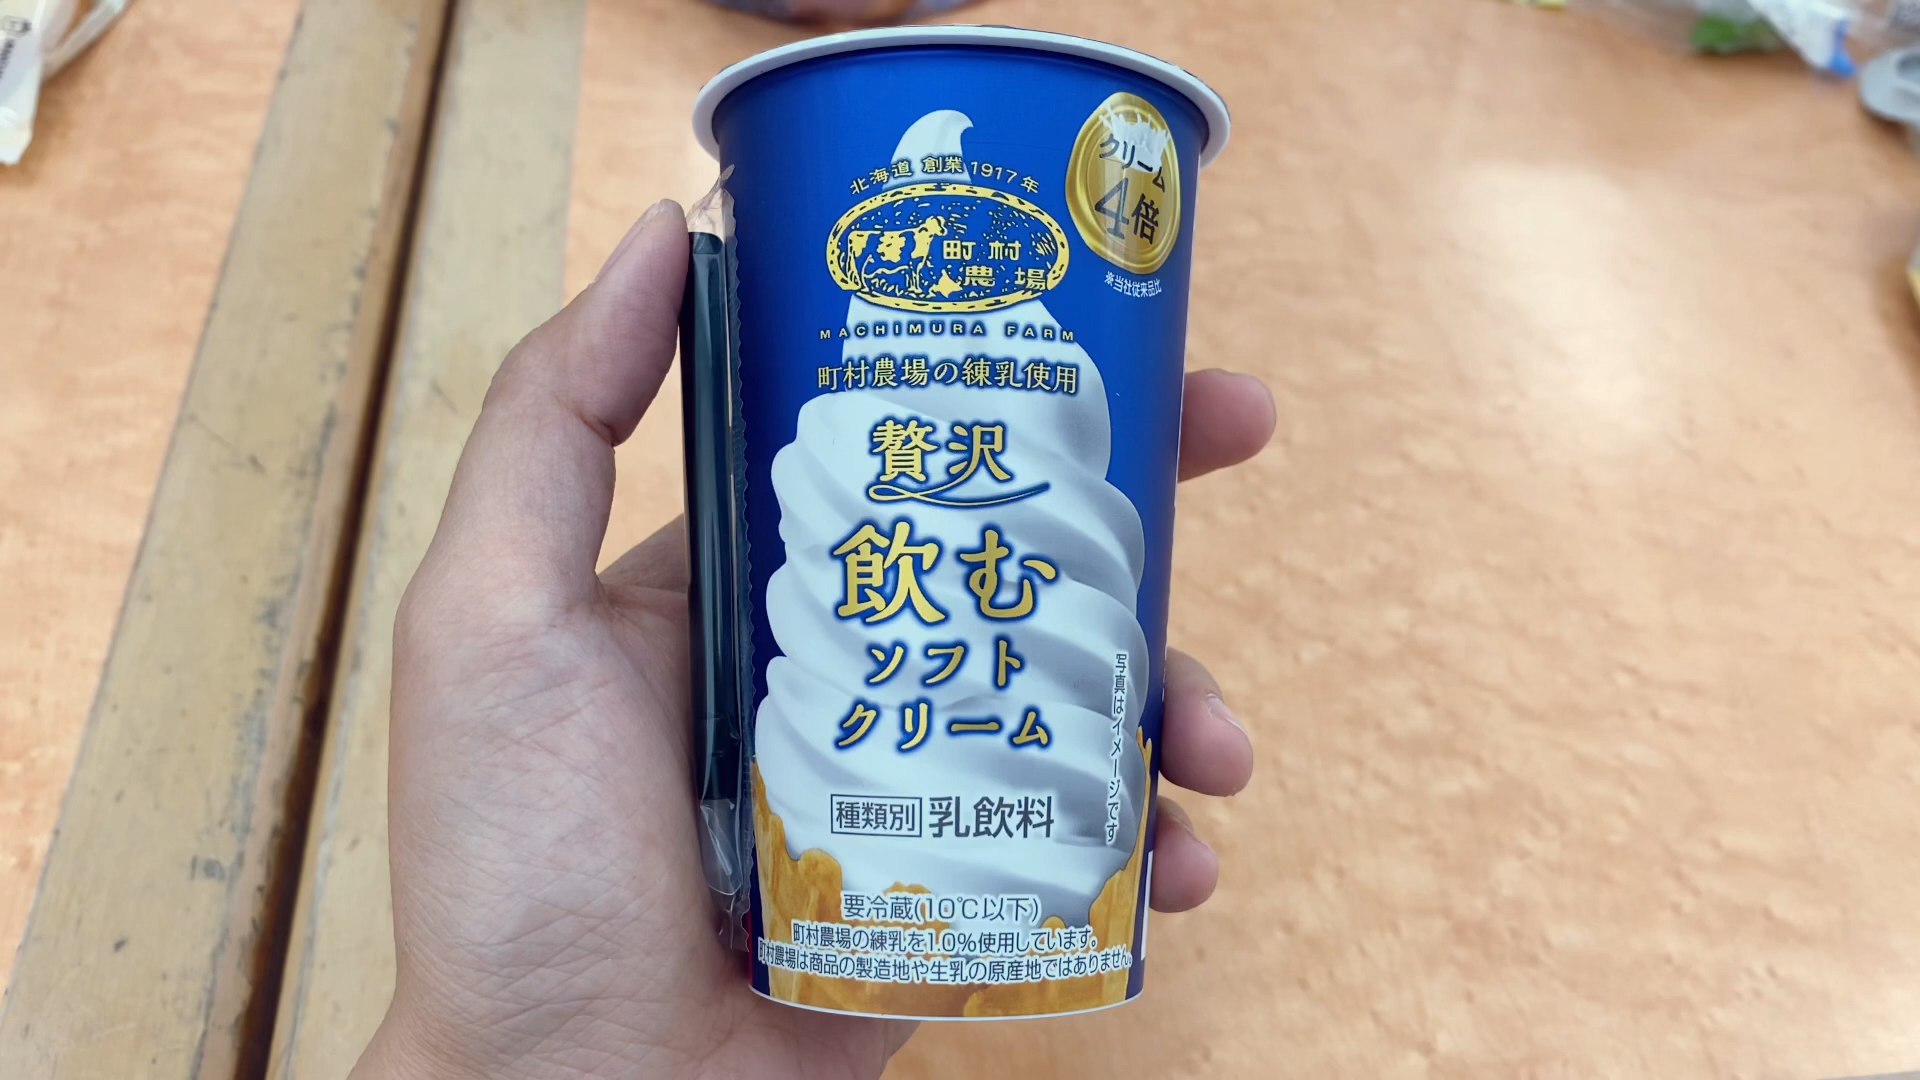 北海道 創業1917年
町村
農場
MACHIMURA FARM
クリーム
4倍
※当社従来品比
町村農場の練乳使用
贅沢
飲む
ソフト
クリーム
写真はイメージです
種類別 乳飲料
要冷蔵(10℃以下)
町村農場の練乳を1.0%使用しています。
町村農場は商品の製造地や生乳の原産地ではありません。